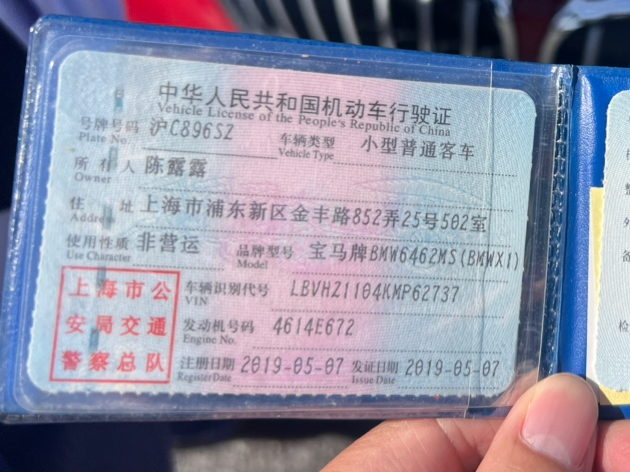 中华人民共和国机动车行驶证
Vehicle License of the People's Republic of China
号牌号码 沪C896SZ 车辆类型 小型普通客车
Plate No. Vehicle Type
所有人 陈露露
Owner
住址 上海市浦东新区金丰路852弄25号502室
Address
使用性质 非营运 品牌型号 宝马牌BMW6462MS(BMWX1)
Use Character Model
上海市公 车辆识别代号 LBVHZ1104KMP62737
VIN
安局交通 发动机号码 4614E672
Engine No.
警察总队 注册日期 2019-05-07 发证日期 2019-05-07
Register Date Issue Date